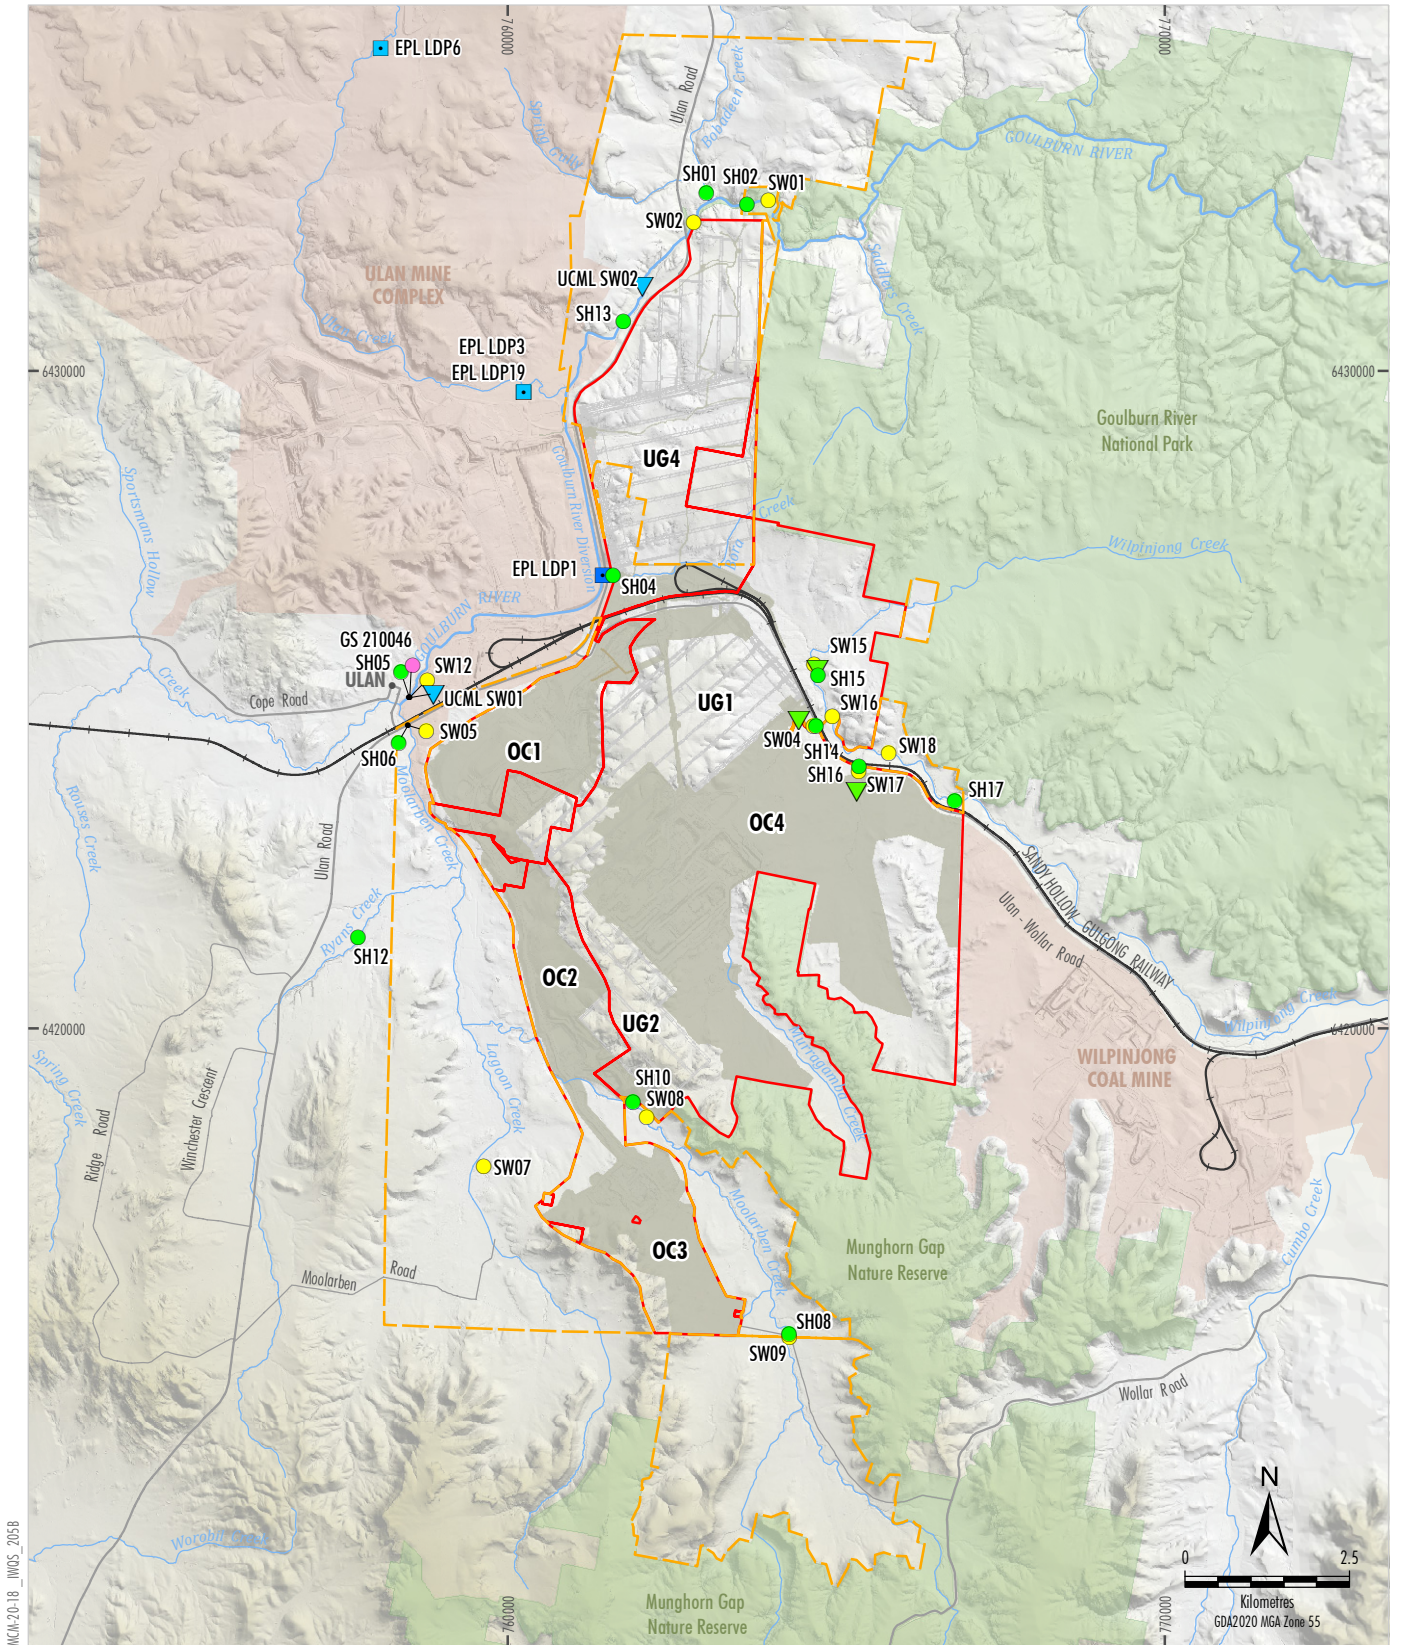 760000
770000
EPL LDP6
Ulan Road
Bobadeen Creek
Spring Gully
GOULBURN RIVER
SH01
SH02
SW01
SW02
Saddlers Creek
ULAN MINE
COMPLEX
UCML SW02
SH13
Ulan Creek
EPL LDP3
EPL LDP19
6430000
6430000
Goulburn River
National Park
UG4
Goulburn River Diversion
Sportsmans Hollow
Creek
Bora
Creek
Wilpinjong Creek
EPL LDP1
SH04
GOULBURN RIVER
GS 210046
SH05
ULAN
SW12
UCML SW01
Cope Road
SW15
SH15
UG1
SW16
SW04
SH14
SW18
SW05
SH06
OC1
SH16
SW17
SH17
Moolarben Creek
OC4
Rouses Creek
Ulan Road
SANDY HOLLOW GULGONG RAILWAY
Ulan - Wollar Road
Ryans Creek
SH12
OC2
Wilpinjong Creek
6420000
6420000
UG2
Murragamba Creek
WILPINJONG
COAL MINE
Spring Creek
Lagoon Creek
Ridge Road
Winchester Crescent
SH10
SW08
SW07
Moolarben Creek
Cumbo Creek
OC3
Munghorn Gap
Nature Reserve
Moolarben
Road
SH08
SW09
Wollar Road
N
0
2.5
Kilometres
GDA2020 MGA Zone 55
Munghorn Gap
Nature Reserve
760000
770000
MCM-20-18 _IWQS_205B